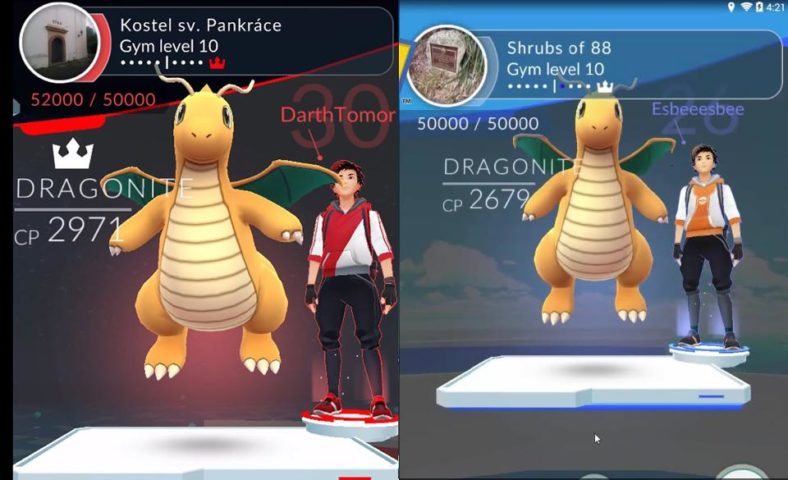 Kostel sv. Pankráce
Gym level 10
52000 / 50000
30
DarthTomor
DRAGONITE
CP 2971
4:21
Shrubs of 88
Gym level 10
TM
50000 / 50000
26
Esbeeesbee
DRAGONITE
CP 2679